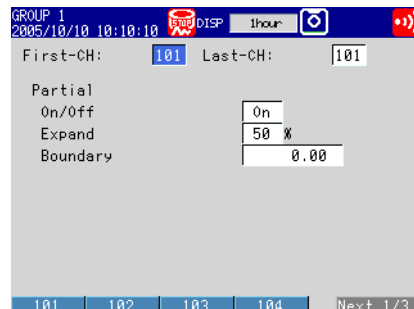 GROUP 1
2005/10/10 10:10:10 STOP DISP 1hour
First-CH: 101 Last-CH: 101
Partial
On/Off On
Expand 50 %
Boundary 0.00
101 102 103 104 Next 1/3